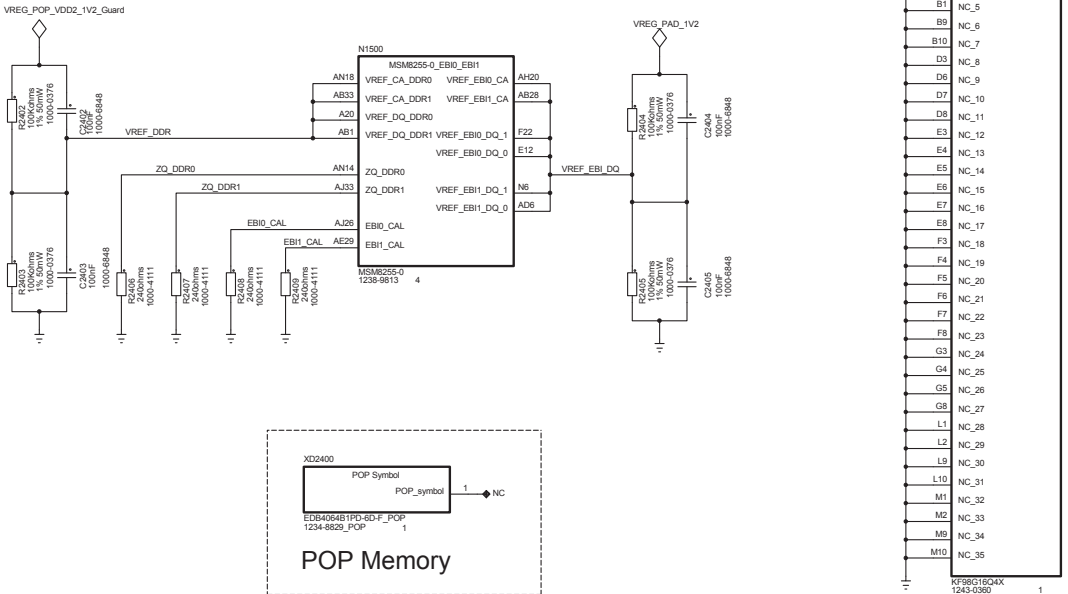 VREG_POP_VDD2_1V2_Guard
R2402
100Kohms
1% 50mW
1000-0376
C2402
100nF
1000-6848
VREF_DDR
R2403
100Kohms
1% 50mW
1000-0376
C2403
100nF
1000-6848
ZQ_DDR0
ZQ_DDR1
EBI0_CAL
EBI1_CAL
R2406
240ohms
1000-4111
R2407
240ohms
1000-4111
R2408
240ohms
1000-4111
R2409
240ohms
1000-4111
N1500
MSM8255-0_EBI0_EBI1
AN18 VREF_CA_DDR0 VREF_EBI0_CA AH20
AB33 VREF_CA_DDR1 VREF_EBI1_CA AB28
A20 VREF_DQ_DDR0
AB1 VREF_DQ_DDR1 VREF_EBI0_DQ_1 F22
VREF_EBI0_DQ_0 E12
AN14 ZQ_DDR0
AJ33 ZQ_DDR1 VREF_EBI1_DQ_1 N6
VREF_EBI1_DQ_0 AD6
AJ26 EBI0_CAL
AE29 EBI1_CAL
MSM8255-0
1238-9813 4
VREF_EBI_DQ
VREG_PAD_1V2
R2404
100Kohms
1% 50mW
1000-0376
C2404
100nF
1000-6848
R2405
100Kohms
1% 50mW
1000-0376
C2405
100nF
1000-6848
XD2400
POP Symbol
POP_symbol 1 NC
EDB4064B1PD-6D-F_POP
1234-8829_POP 1
POP Memory
B1 NC_5
B9 NC_6
B10 NC_7
D3 NC_8
D6 NC_9
D7 NC_10
D8 NC_11
E3 NC_12
E4 NC_13
E5 NC_14
E6 NC_15
E7 NC_16
E8 NC_17
F3 NC_18
F4 NC_19
F5 NC_20
F6 NC_21
F7 NC_22
F8 NC_23
G3 NC_24
G4 NC_25
G5 NC_26
G8 NC_27
L1 NC_28
L2 NC_29
L9 NC_30
L10 NC_31
M1 NC_32
M2 NC_33
M9 NC_34
M10 NC_35
KF98G16Q4X
1243-0360 1